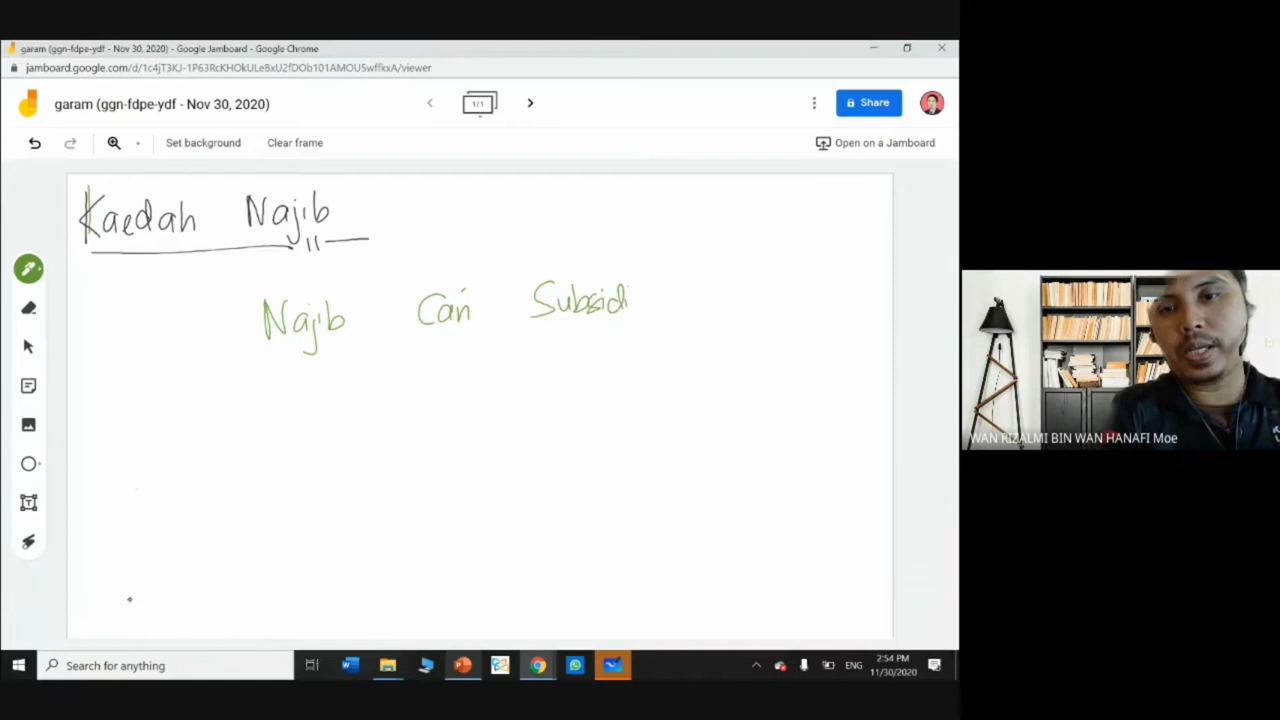 garam (ggn-fdpe-ydf - Nov 30, 2020) - Google Jamboard - Google Chrome
garam (ggn-fdpe-ydf - Nov 30, 2020)
1/1
Share
Set background
Clear frame
Open on a Jamboard
Kaedah Najib
Najib Can Subsidi
WAN RIZALMI BIN WAN HANAFI Moe
Search for anything
ENG
2:54 PM
11/30/2020